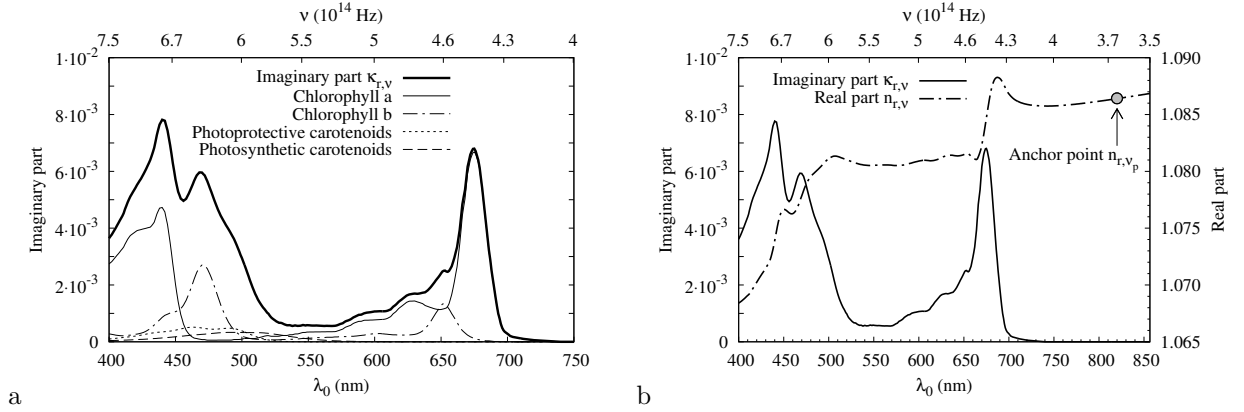 ν (10^14 Hz)
7.5 6.7 6 5.5 5 4.6 4.3 4
1·10^-2
8·10^-3
6·10^-3
4·10^-3
2·10^-3
0
Imaginary part
Imaginary part κr,ν
Chlorophyll a
Chlorophyll b
Photoprotective carotenoids
Photosynthetic carotenoids
400 450 500 550 600 650 700 750
λ0 (nm)
a
ν (10^14 Hz)
7.5 6.7 6 5.5 5 4.6 4.3 4 3.7 3.5
1·10^-2
8·10^-3
6·10^-3
4·10^-3
2·10^-3
0
Imaginary part
Imaginary part κr,ν
Real part nr,ν
Anchor point nr,νp
1.090
1.085
1.080
1.075
1.070
1.065
Real part
400 450 500 550 600 650 700 750 800 850
λ0 (nm)
b